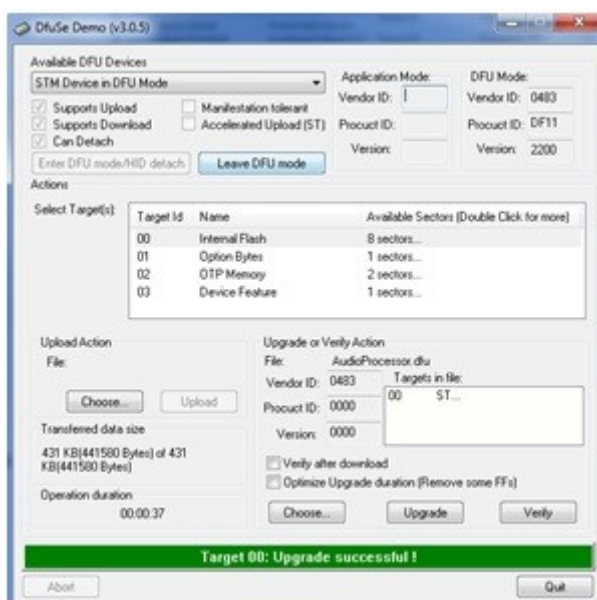 DfuSe Demo (v3.0.5)
Available DFU Devices
STM Device in DFU Mode
Supports Upload
Manifestation tolerant
Supports Download
Accelerated Upload (ST)
Can Detach
Enter DFU mode/HID detach
Leave DFU mode
Application Mode:
Vendor ID:
Procuct ID:
Version:
DFU Mode:
Vendor ID: 0483
Procuct ID: DF11
Version: 2200
Actions
Select Target(s):
Target Id Name Available Sectors (Double Click for more)
00 Internal Flash 8 sectors...
01 Option Bytes 1 sectors...
02 OTP Memory 2 sectors...
03 Device Feature 1 sectors...
Upload Action
File:
Choose... Upload
Transferred data size
431 KB(441580 Bytes) of 431
KB(441580 Bytes)
Operation duration
00:00:37
Upgrade or Verify Action
File: AudioProcessor.dfu
Vendor ID: 0483
Procuct ID: 0000
Version: 0000
Targets in file:
00 ST...
Verify after download
Optimize Upgrade duration (Remove some FFs)
Choose... Upgrade Verify
Target 00: Upgrade successful !
Abort Quit